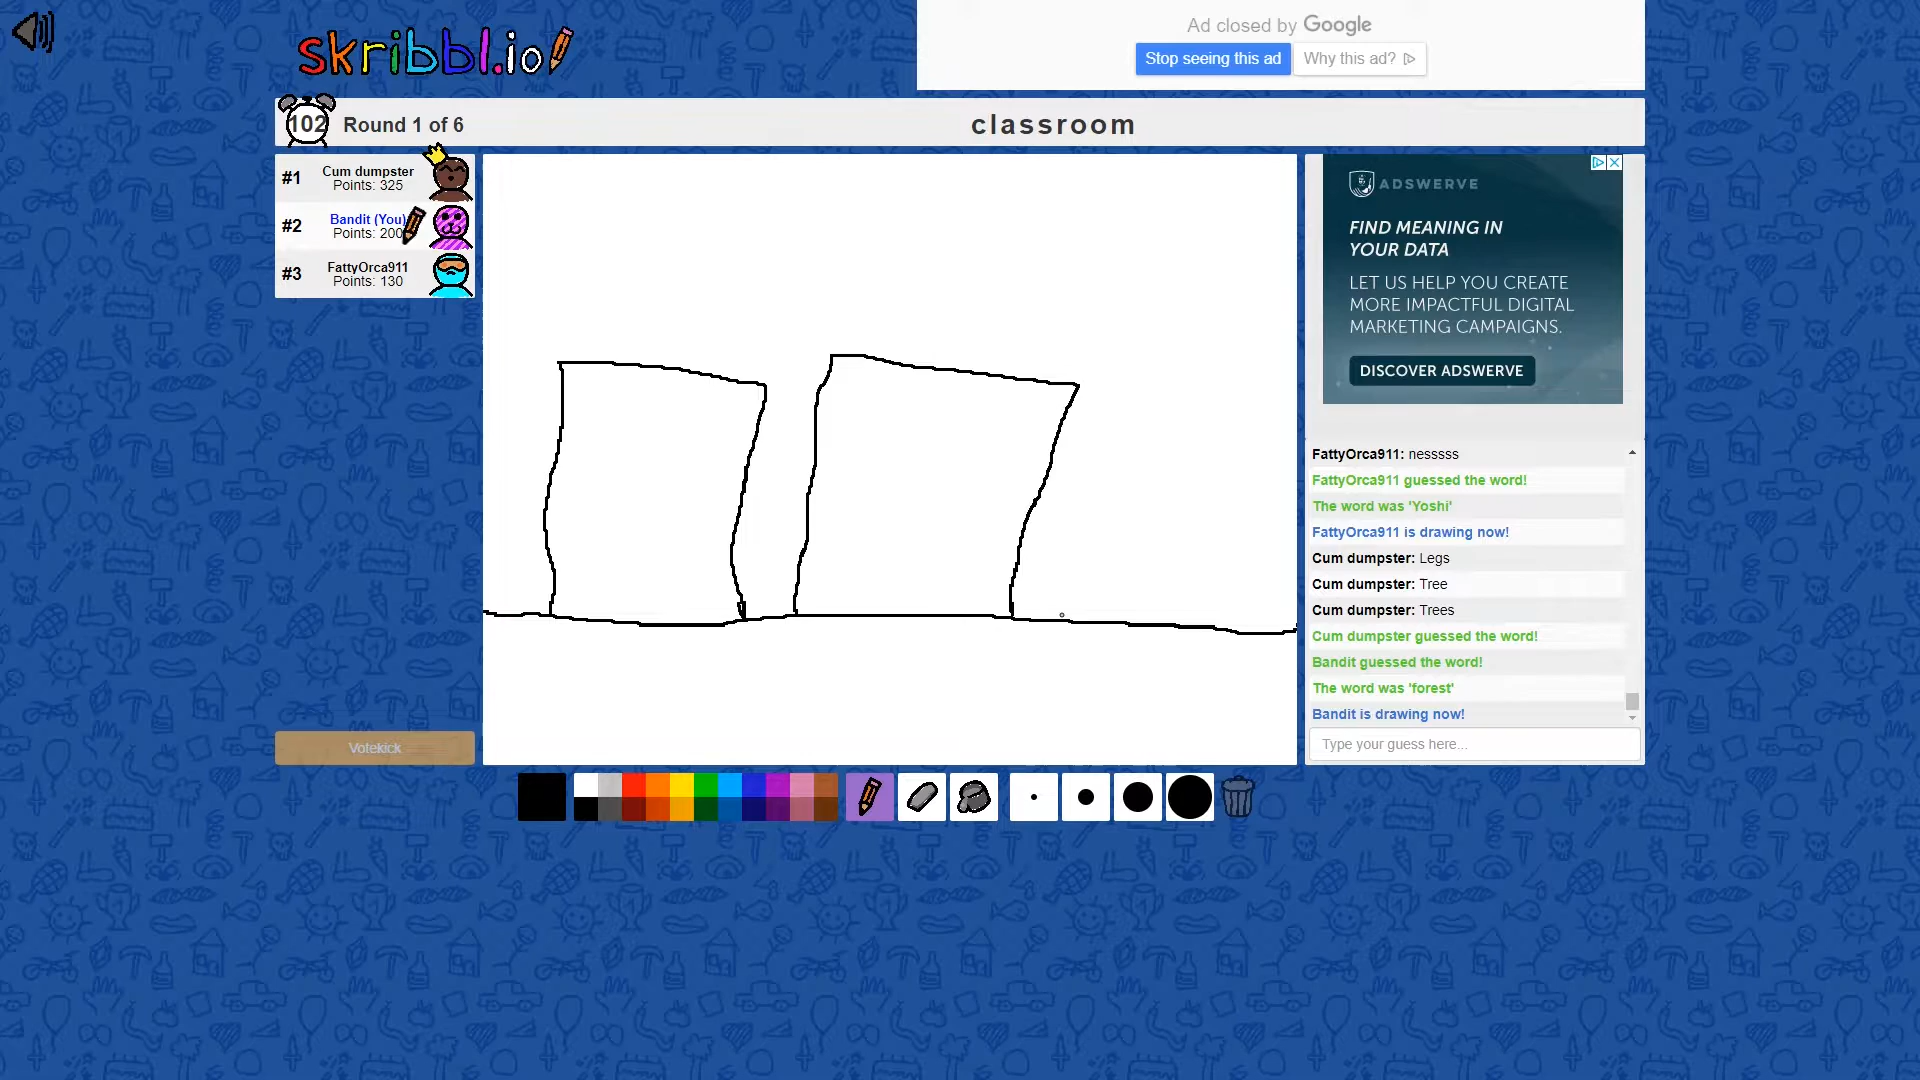 Ad closed by Google
Stop seeing this ad
Why this ad?
skribbl.io
102
Round 1 of 6
classroom
#1
Cum dumpster
Points: 325
#2
Bandit (You)
Points: 200
#3
FattyOrca911
Points: 130
ADSWERVE
FIND MEANING IN
YOUR DATA
LET US HELP YOU CREATE
MORE IMPACTFUL DIGITAL
MARKETING CAMPAIGNS.
DISCOVER ADSWERVE
FattyOrca911: nesssss
FattyOrca911 guessed the word!
The word was 'Yoshi'
FattyOrca911 is drawing now!
Cum dumpster: Legs
Cum dumpster: Tree
Cum dumpster: Trees
Cum dumpster guessed the word!
Bandit guessed the word!
The word was 'forest'
Bandit is drawing now!
Type your guess here...
Votekick